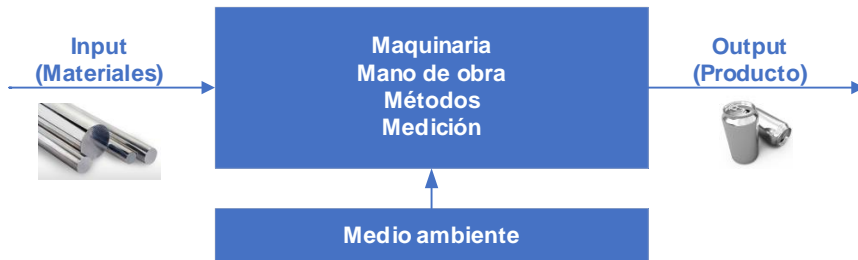 Input
(Materiales)
Maquinaria
Mano de obra
Métodos
Medición
Output
(Producto)
Medio ambiente